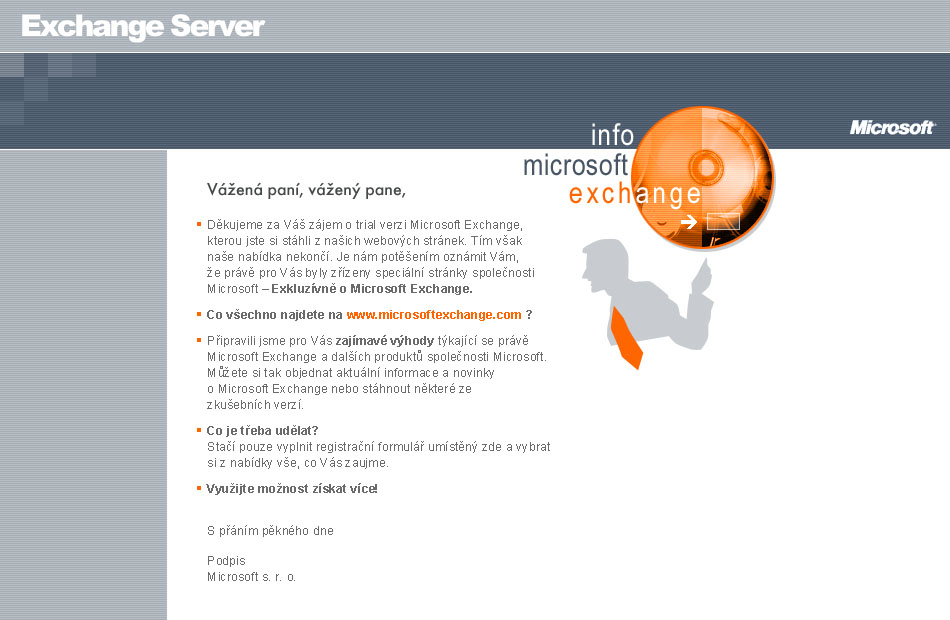 Exchange Server
Microsoft
info
microsoft
exchange
Vážená paní, vážený pane,
Děkujeme za Váš zájem o trial verzi Microsoft Exchange,
kterou jste si stáhli z našich webových stránek. Tím však
naše nabídka nekončí. Je nám potěšením oznámit Vám,
že právě pro Vás byly zřízeny speciální stránky společnosti
Microsoft – Exkluzívně o Microsoft Exchange.
Co všechno najdete na www.microsoftexchange.com ?
Připravili jsme pro Vás zajímavé výhody týkající se právě
Microsoft Exchange a dalších produktů společnosti Microsoft.
Můžete si tak objednat aktuální informace a novinky
o Microsoft Exchange nebo stáhnout některé ze
zkušebních verzí.
Co je třeba udělat?
Stačí pouze vyplnit registrační formulář umístěný zde a vybrat
si z nabídky vše, co Vás zaujme.
Využijte možnost získat více!
S přáním pěkného dne
Podpis
Microsoft s. r. o.